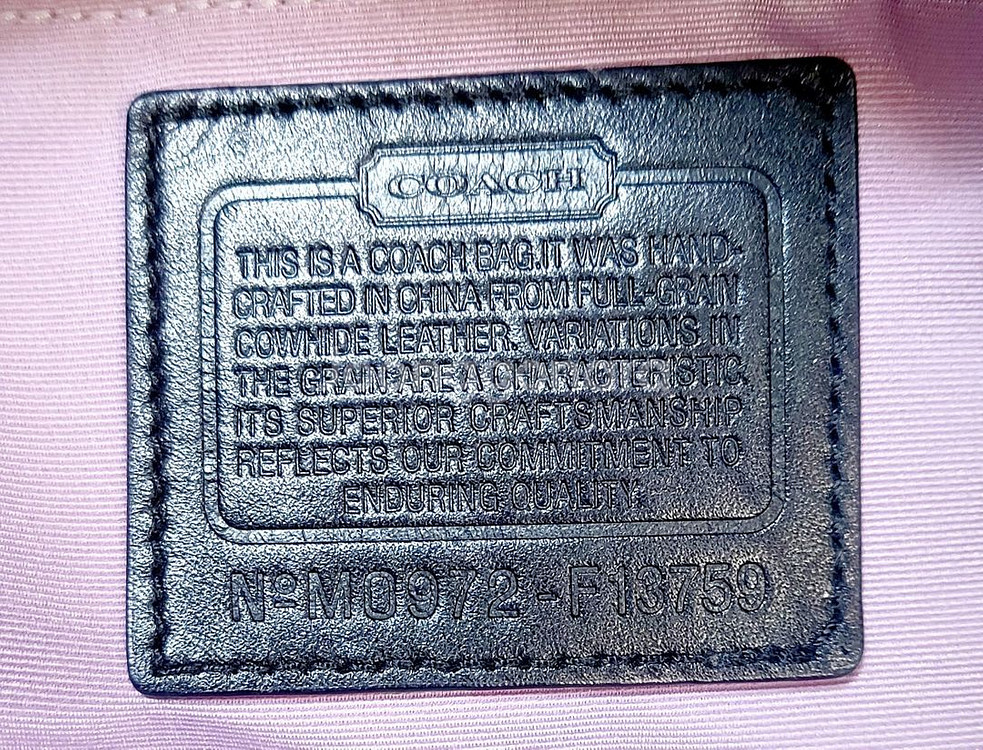 COACH
THIS IS A COACH BAG.IT WAS HAND-
CRAFTED IN CHINA FROM FULL-GRAIN
COWHIDE LEATHER. VARIATIONS IN
THE GRAIN ARE A CHARACTERISTIC.
ITS SUPERIOR CRAFTSMANSHIP
REFLECTS OUR COMMITMENT TO
ENDURING QUALITY.
NoM0972-F13759